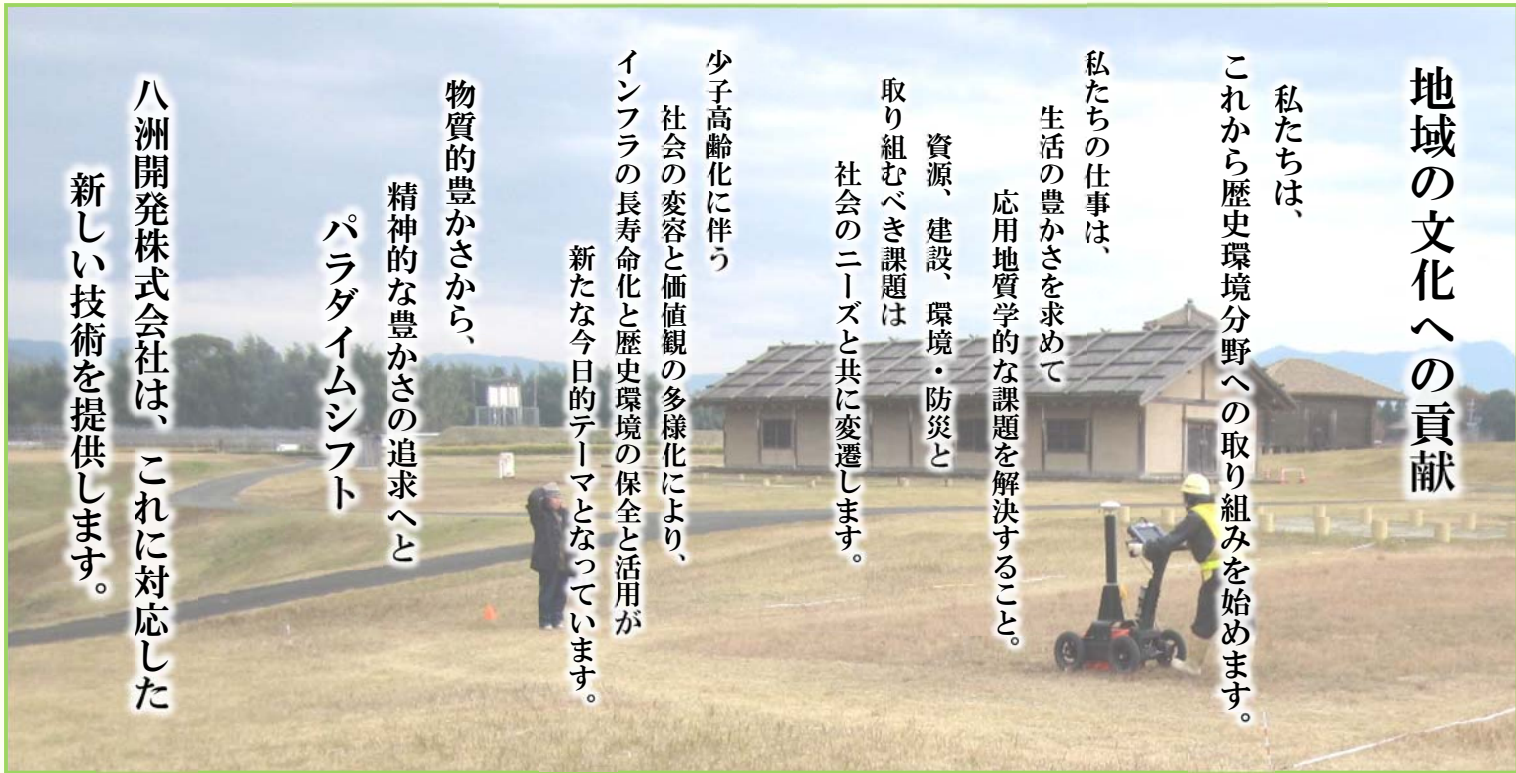 地域の文化への貢献
私たちは、
これから歴史環境分野への取り組みを始めます。
私たちの仕事は、
生活の豊かさを求めて
応用地質学的な課題を解決すること。
資源、建設、環境・防災と
取り組むべき課題は
社会のニーズと共に変遷します。
少子高齢化に伴う
社会の変容と価値観の多様化により、
インフラの長寿命化と歴史環境の保全と活用が
新たな今日的テーマとなっています。
物質的豊かさから、
精神的な豊かさの追求へと
パラダイムシフト
八洲開発株式会社は、これに対応した
新しい技術を提供します。